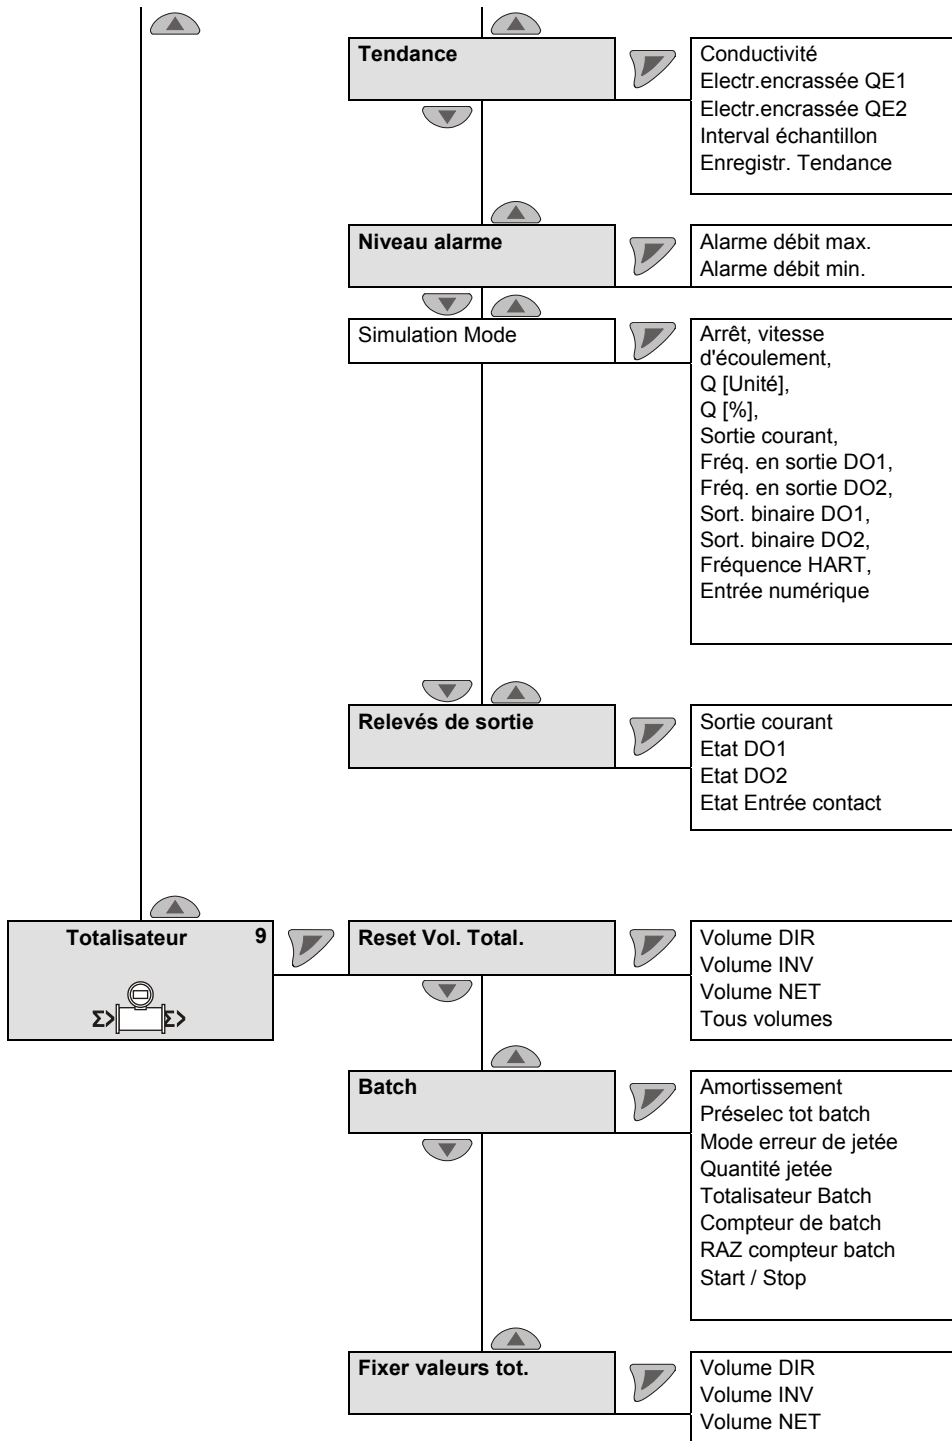 Tendance
Conductivité
Electr.encrassée QE1
Electr.encrassée QE2
Interval échantillon
Enregistr. Tendance
Niveau alarme
Alarme débit max.
Alarme débit min.
Simulation Mode
Arrêt, vitesse
d'écoulement,
Q [Unité],
Q [%],
Sortie courant,
Fréq. en sortie DO1,
Fréq. en sortie DO2,
Sort. binaire DO1,
Sort. binaire DO2,
Fréquence HART,
Entrée numérique
Relevés de sortie
Sortie courant
Etat DO1
Etat DO2
Etat Entrée contact
Totalisateur 9
Σ> Σ>
Reset Vol. Total.
Volume DIR
Volume INV
Volume NET
Tous volumes
Batch
Amortissement
Préselec tot batch
Mode erreur de jetée
Quantité jetée
Totalisateur Batch
Compteur de batch
RAZ compteur batch
Start / Stop
Fixer valeurs tot.
Volume DIR
Volume INV
Volume NET